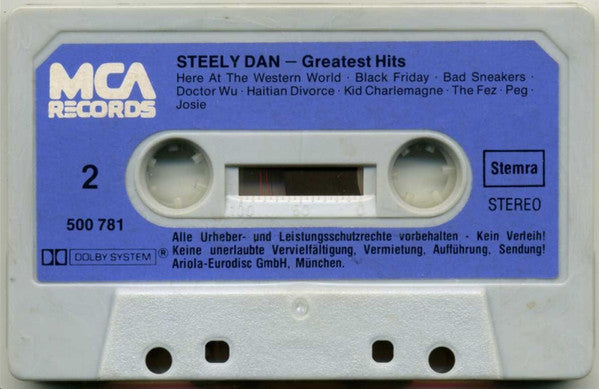 MCA
RECORDS
STEELY DAN – Greatest Hits
Here At The Western World · Black Friday · Bad Sneakers ·
Doctor Wu · Haitian Divorce · Kid Charlemagne · The Fez · Peg ·
Josie
2
Stemra
500 781
STEREO
DOLBY SYSTEM ®
Alle Urheber- und Leistungsschutzrechte vorbehalten - Kein Verleih!
Keine unerlaubte Vervielfältigung, Vermietung, Aufführung, Sendung!
Ariola-Eurodisc GmbH, München.